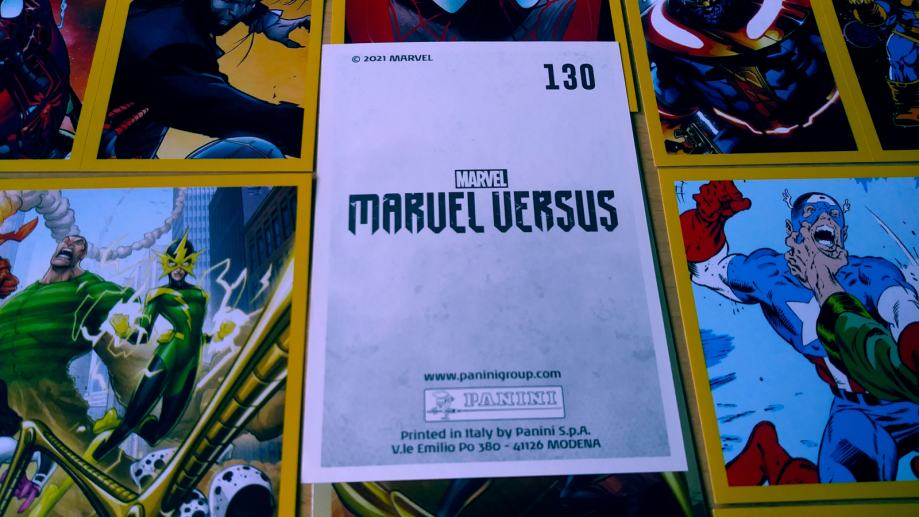 © 2021 MARVEL
130
MARVEL
MARVEL VERSUS
www.paninigroup.com
PANINI
Printed in Italy by Panini S.p.A.
V.le Emilio Po 380 - 41126 MODENA